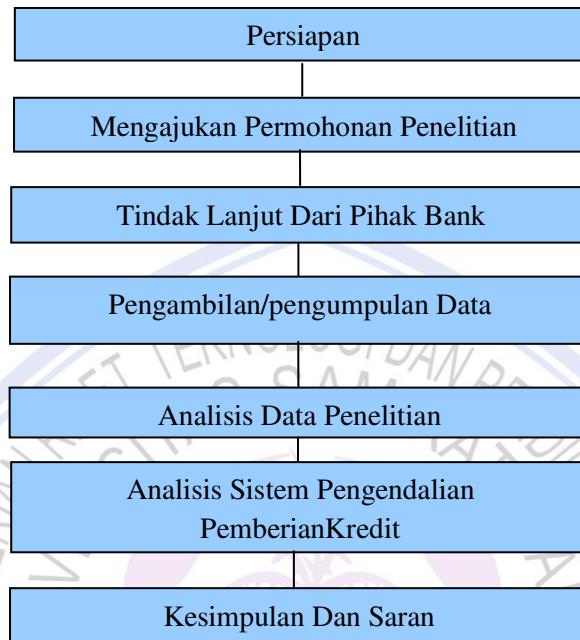 Persiapan
Mengajukan Permohonan Penelitian
Tindak Lanjut Dari Pihak Bank
Pengambilan/pengumpulan Data
Analisis Data Penelitian
Analisis Sistem Pengendalian
PemberianKredit
Kesimpulan Dan Saran